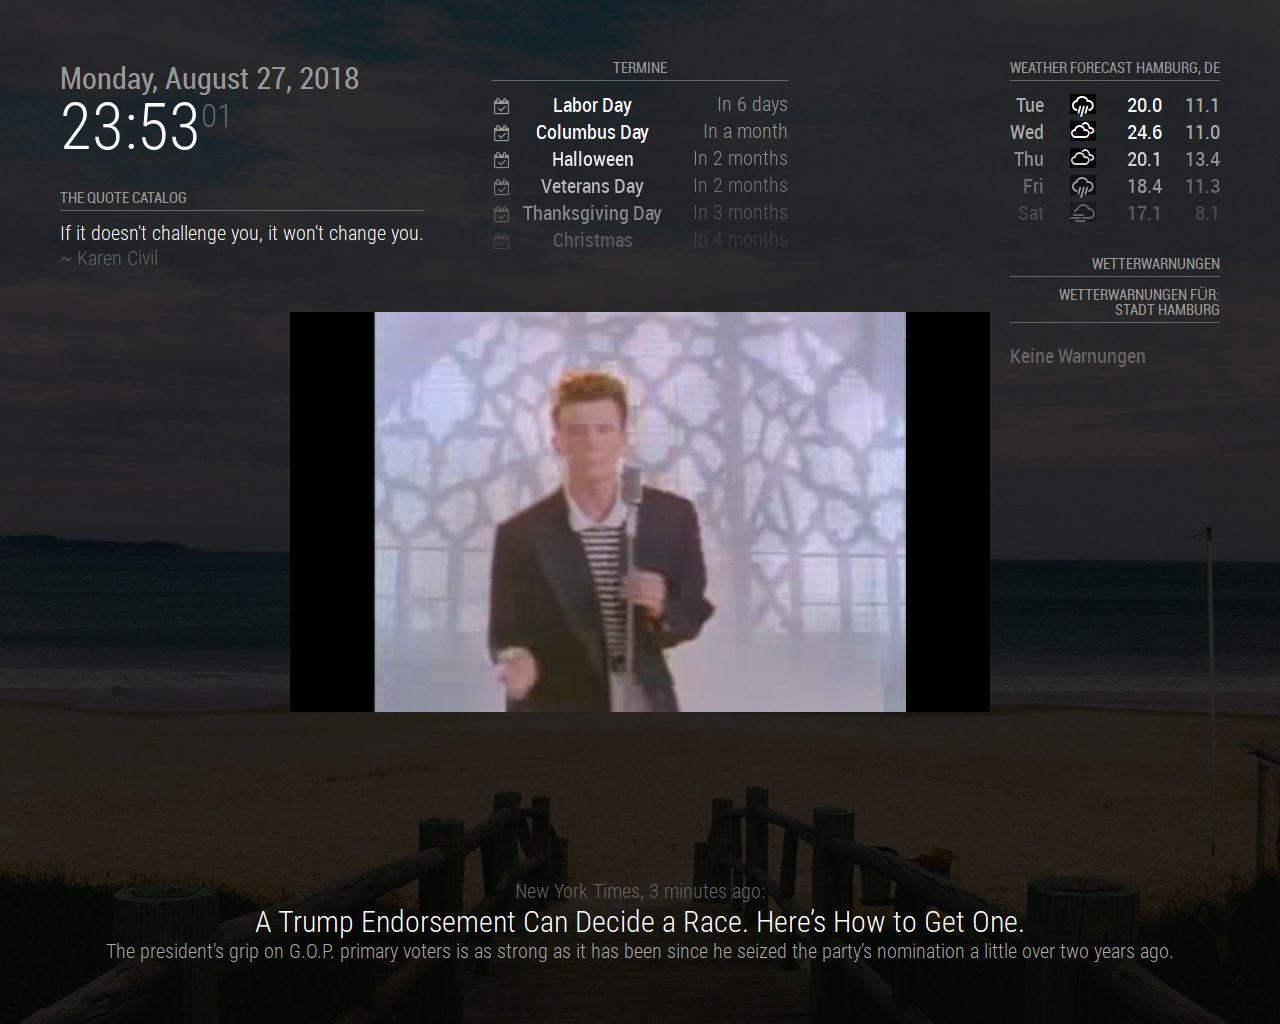 Monday, August 27, 2018
23:53 01
THE QUOTE CATALOG
If it doesn't challenge you, it won't change you.
~ Karen Civil
TERMINE
Labor Day In 6 days
Columbus Day In a month
Halloween In 2 months
Veterans Day In 2 months
Thanksgiving Day In 3 months
Christmas In 4 months
WEATHER FORECAST HAMBURG, DE
Tue 20.0 11.1
Wed 24.6 11.0
Thu 20.1 13.4
Fri 18.4 11.3
Sat 17.1 8.1
WETTERWARNUNGEN
WETTERWARNUNGEN FÜR:
STADT HAMBURG
Keine Warnungen
New York Times, 3 minutes ago:
A Trump Endorsement Can Decide a Race. Here’s How to Get One.
The president’s grip on G.O.P. primary voters is as strong as it has been since he seized the party’s nomination a little over two years ago.